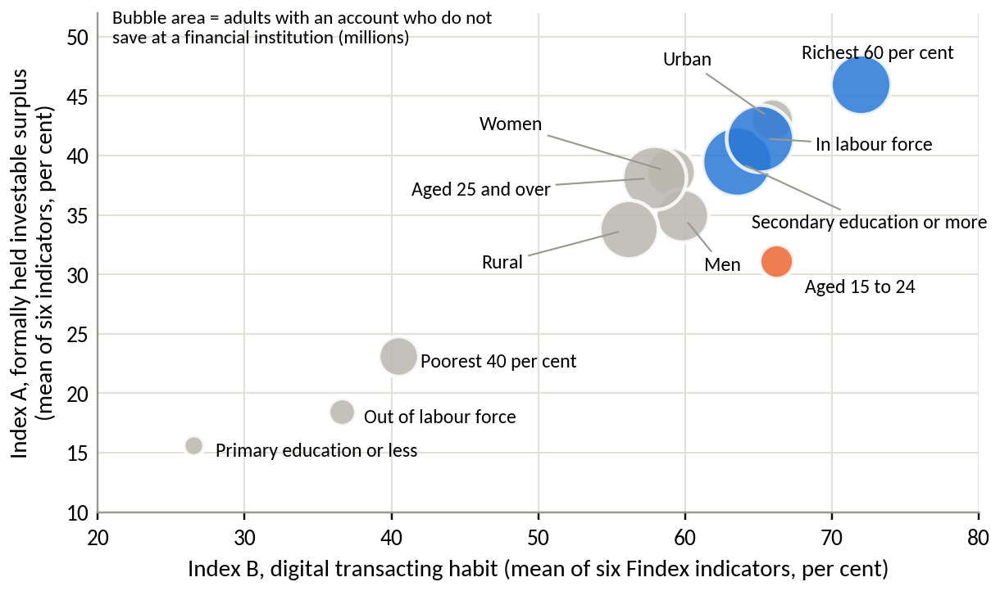 Bubble area = adults with an account who do not
save at a financial institution (millions)
50
45
40
35
30
25
20
15
10
Index A, formally held investable surplus
(mean of six indicators, per cent)
Richest 60 per cent
Urban
Women
In labour force
Aged 25 and over
Secondary education or more
Rural
Men
Aged 15 to 24
Poorest 40 per cent
Out of labour force
Primary education or less
20
30
40
50
60
70
80
Index B, digital transacting habit (mean of six Findex indicators, per cent)